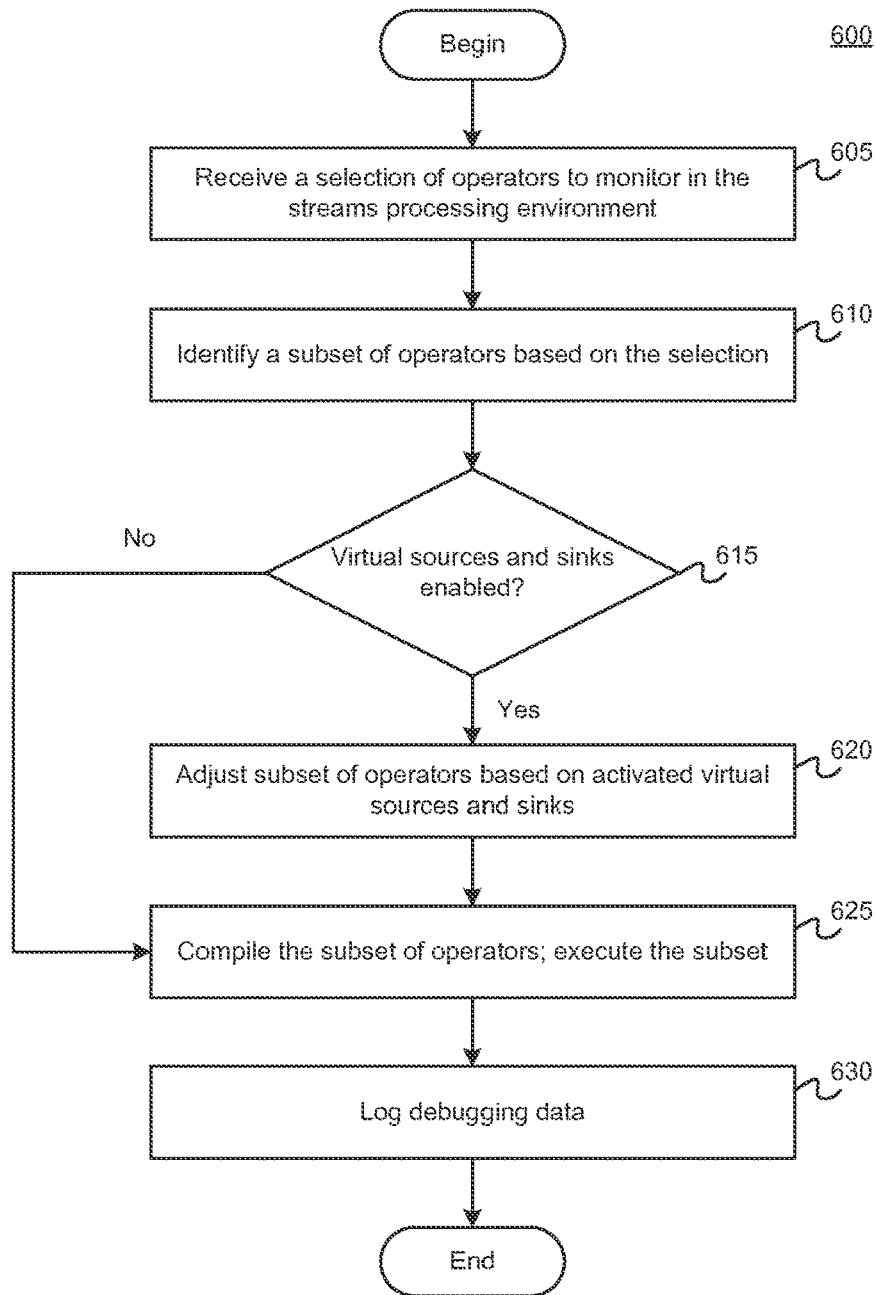 Begin
600
605
Receive a selection of operators to monitor in the
streams processing environment
610
Identify a subset of operators based on the selection
No
Virtual sources and sinks
enabled?
615
Yes
620
Adjust subset of operators based on activated virtual
sources and sinks
625
Compile the subset of operators; execute the subset
630
Log debugging data
End